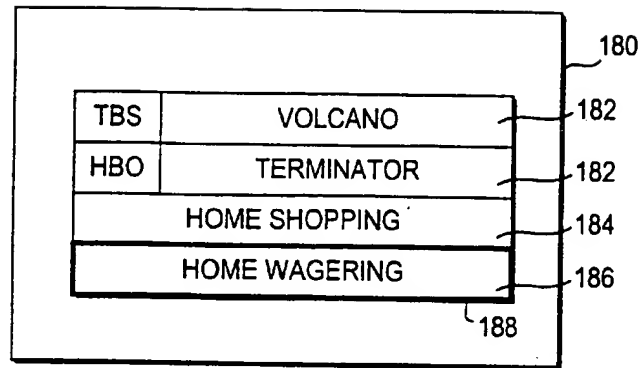 180
TBS VOLCANO 182
HBO TERMINATOR 182
HOME SHOPPING 184
HOME WAGERING 186
188